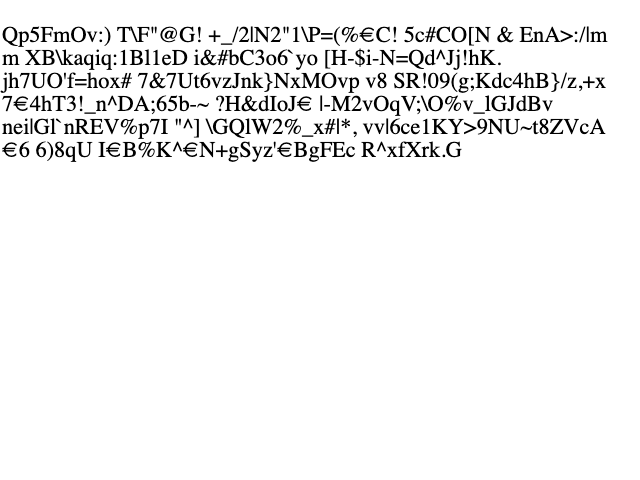 Qp5FmOv:) T\F"@G! +_/2|N2"1\P=(%€C! 5c#CO[N & EnA>:/|m
m XB\kaqiq:1Bl1eD i&#bC3o6`yo [H-$i-N=Qd^Jj!hK.
jh7UO'f=hox# 7&7Ut6vzJnk}NxMOvp v8 SR!09(g;Kdc4hB}/z,+x
7€4hT3!_n^DA;65b-~ ?H&dIoJ€ |-M2vOqV;\O%v_lGJdBv
nei|Gl`nREV%p7I "^] \GQlW2%_x#|*, vv|6ce1KY>9NU~t8ZVcA
€6 6)8qU I€B%K^€N+gSyz'€BgFEc R^xfXrk.G